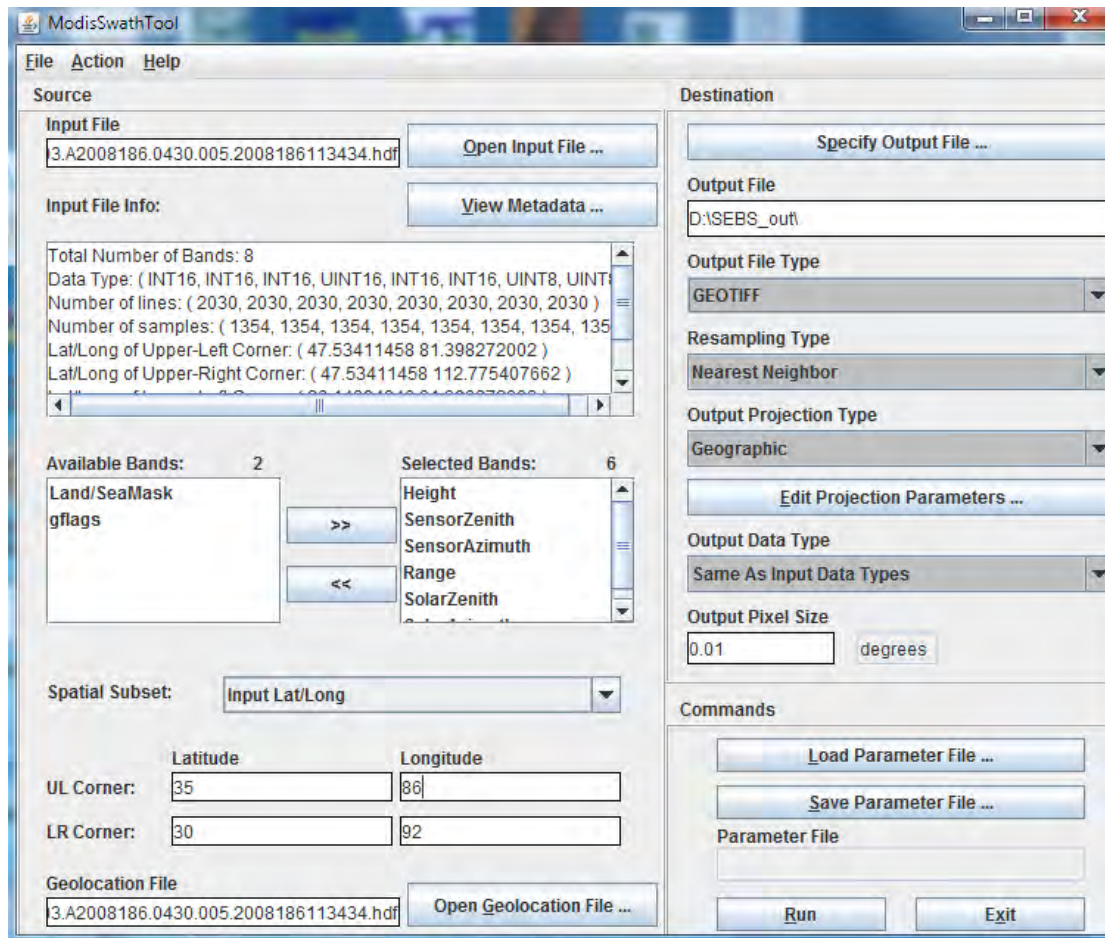 ModisSwathTool
File Action Help
Source
Input File
)3.A2008186.0430.005.2008186113434.hdf
Open Input File ...
Input File Info:
View Metadata ...
Total Number of Bands: 8
Data Type: ( INT16, INT16, INT16, UINT16, INT16, INT16, UINT8, UINT8
Number of lines: ( 2030, 2030, 2030, 2030, 2030, 2030, 2030, 2030 )
Number of samples: ( 1354, 1354, 1354, 1354, 1354, 1354, 1354, 135
Lat/Long of Upper-Left Corner: ( 47.53411458 81.398272002 )
Lat/Long of Upper-Right Corner: ( 47.53411458 112.775407662 )
Available Bands: 2
Land/SeaMask
gflags
>>
<<
Selected Bands: 6
Height
SensorZenith
SensorAzimuth
Range
SolarZenith
Spatial Subset:
Input Lat/Long
Latitude Longitude
UL Corner: 35 86
LR Corner: 30 92
Geolocation File
)3.A2008186.0430.005.2008186113434.hdf
Open Geolocation File ...
Destination
Specify Output File ...
Output File
D:\SEBS_out\
Output File Type
GEOTIFF
Resampling Type
Nearest Neighbor
Output Projection Type
Geographic
Edit Projection Parameters ...
Output Data Type
Same As Input Data Types
Output Pixel Size
0.01 degrees
Commands
Load Parameter File ...
Save Parameter File ...
Parameter File
Run Exit